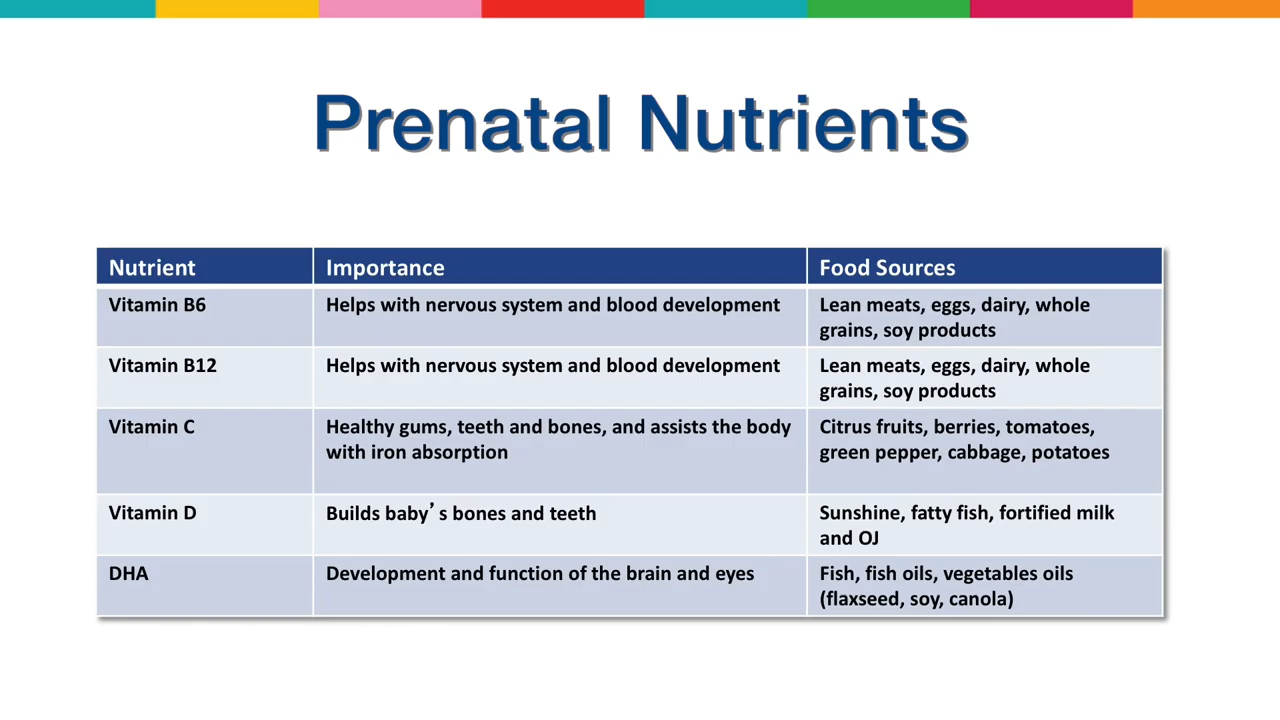 Prenatal Nutrients
Nutrient
Importance
Food Sources
Vitamin B6
Helps with nervous system and blood development
Lean meats, eggs, dairy, whole
grains, soy products
Vitamin B12
Helps with nervous system and blood development
Lean meats, eggs, dairy, whole
grains, soy products
Vitamin C
Healthy gums, teeth and bones, and assists the body
with iron absorption
Citrus fruits, berries, tomatoes,
green pepper, cabbage, potatoes
Vitamin D
Builds baby’s bones and teeth
Sunshine, fatty fish, fortified milk
and OJ
DHA
Development and function of the brain and eyes
Fish, fish oils, vegetables oils
(flaxseed, soy, canola)